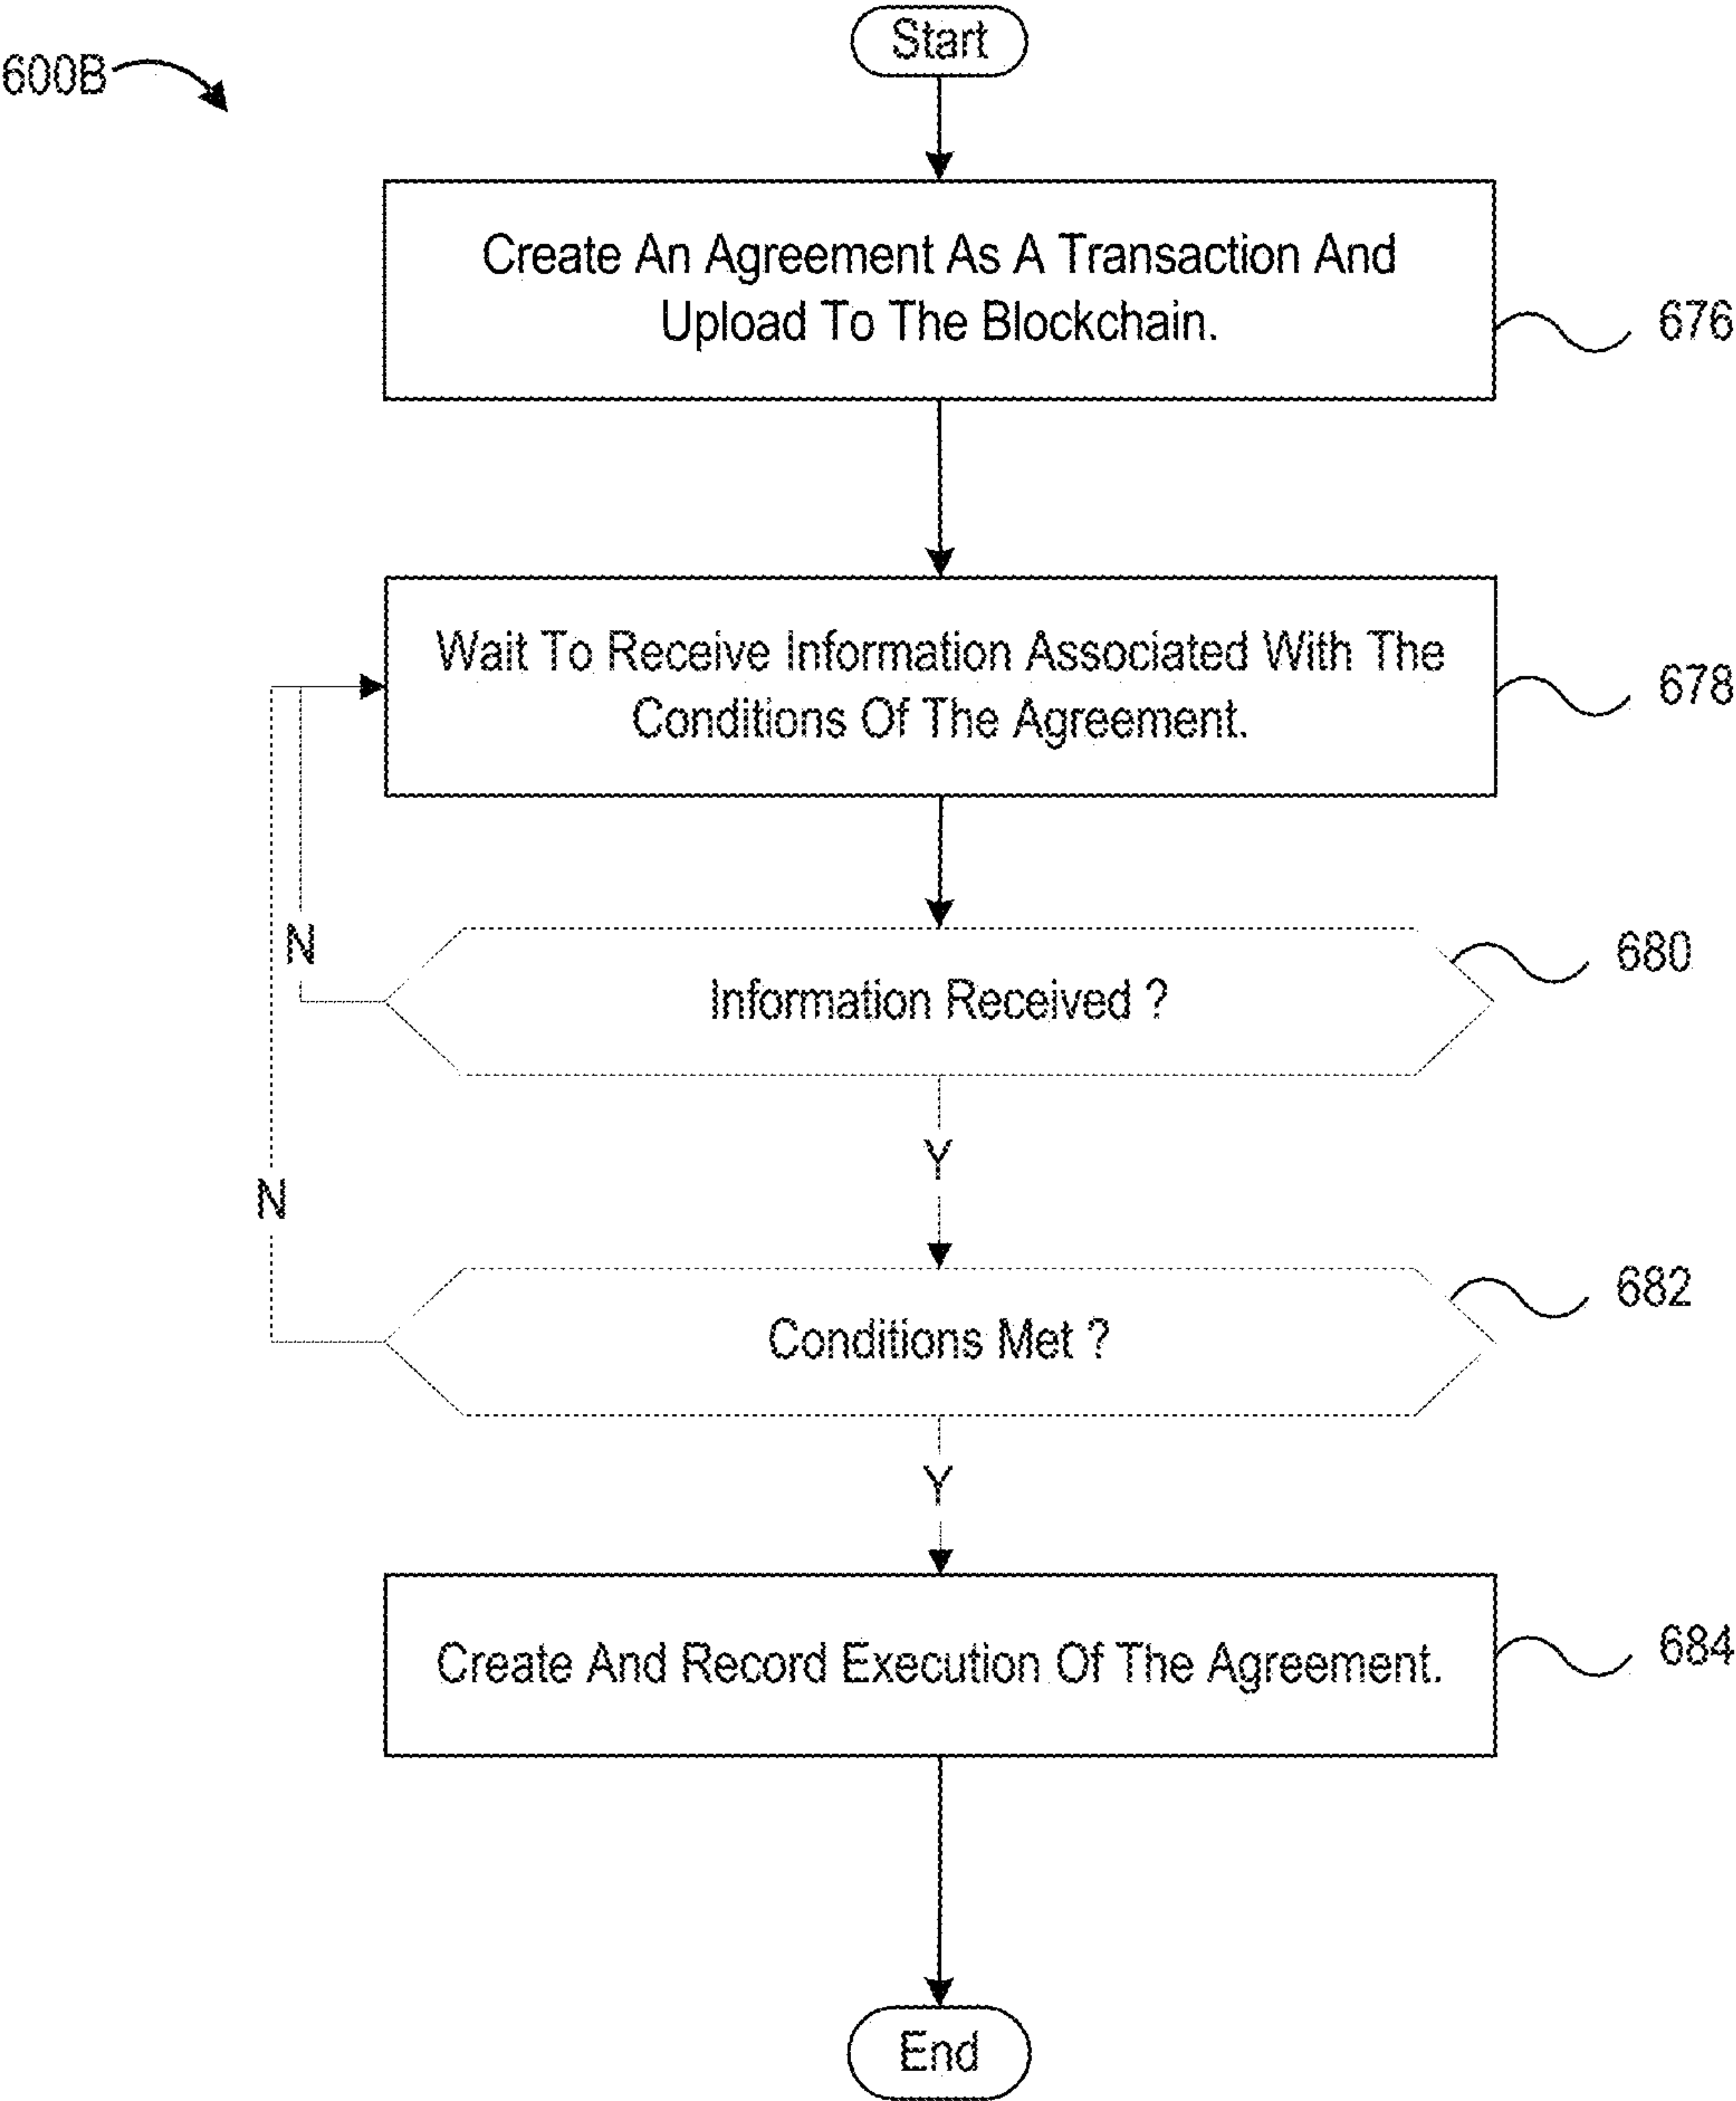 Start
600B
Create An Agreement As A Transaction And
Upload To The Blockchain.
676
Wait To Receive Information Associated With The
Conditions Of The Agreement.
678
N
Information Received ?
680
Y
N
Conditions Met ?
682
Y
Create And Record Execution Of The Agreement.
684
End